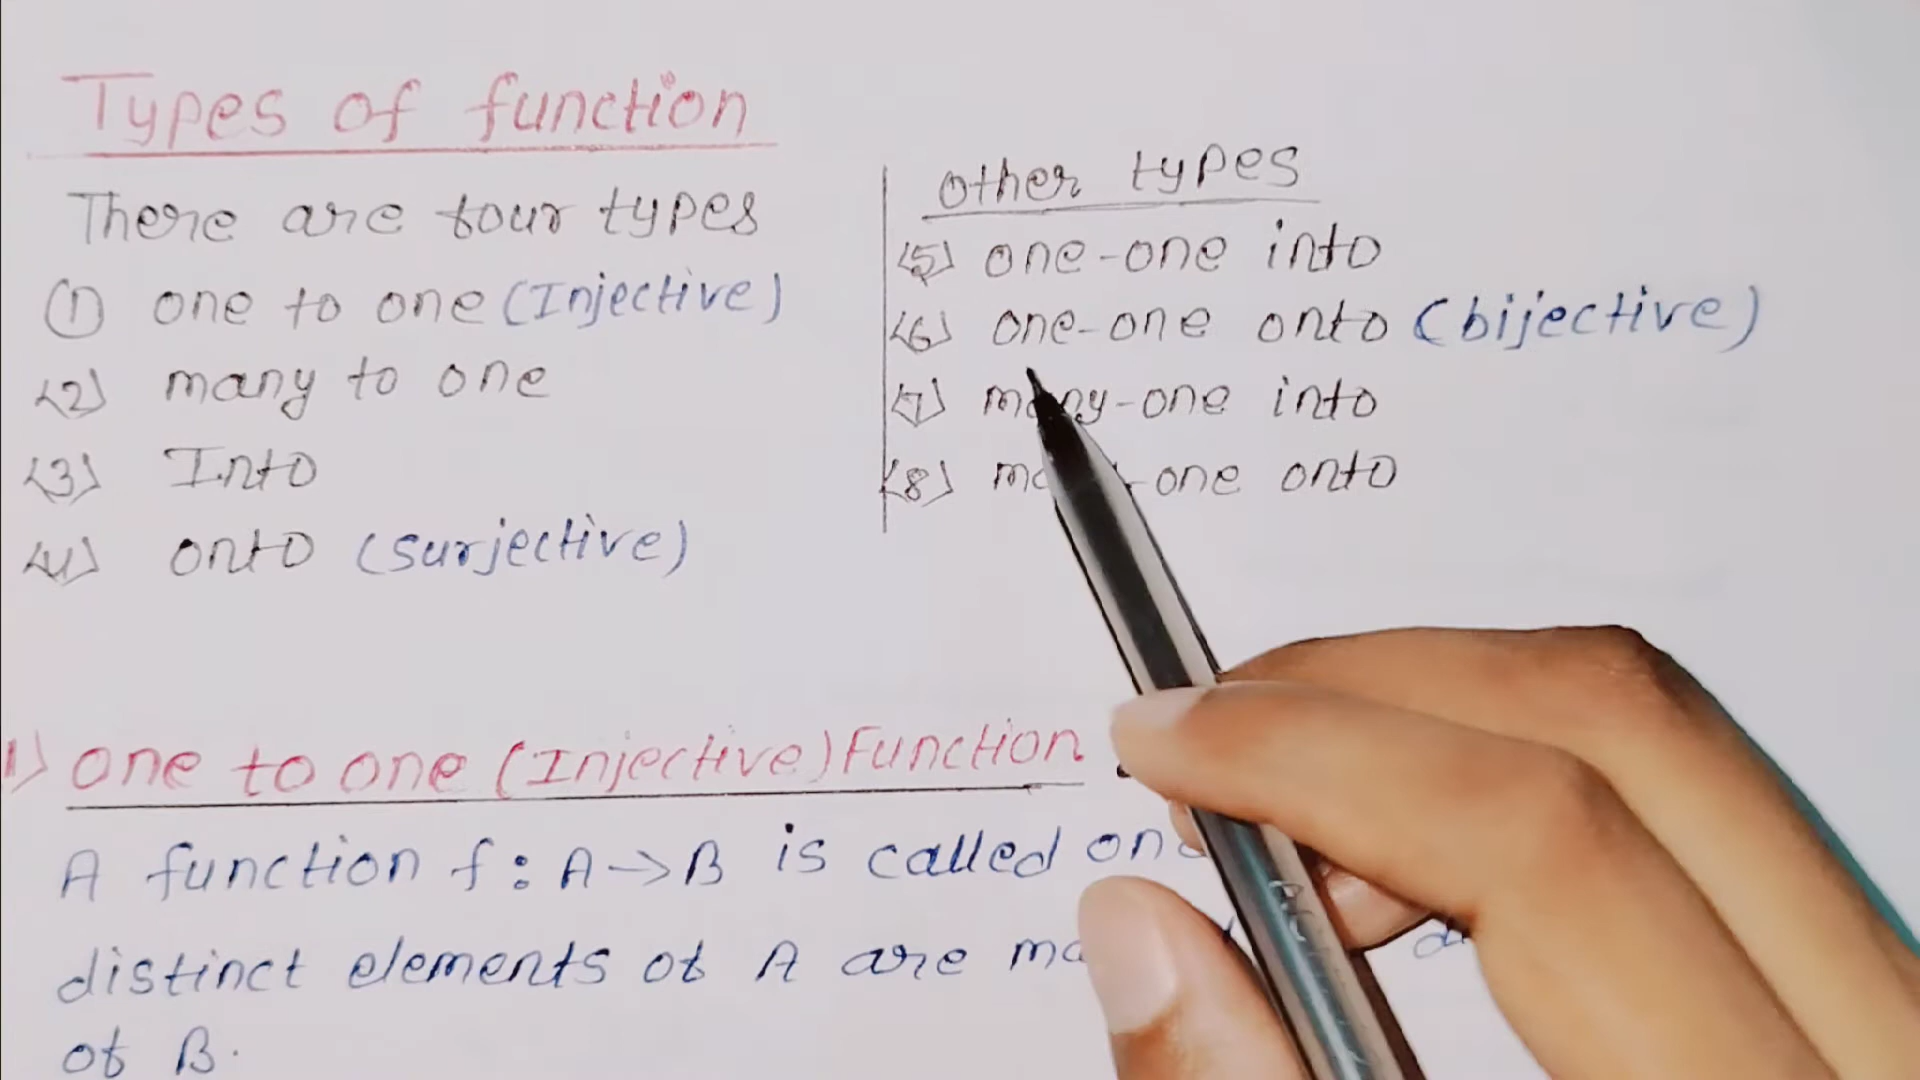 Types of function
There are four types
(1) one to one (Injective)
<2> many to one
<3> Into
<4> onto (surjective)
Other types
<5> one-one into
<6> one-one onto (bijective)
<7> many-one into
<8> one onto
1) one to one (Injective) Function
A function f: A→B is called
distinct elements of A are
of B.